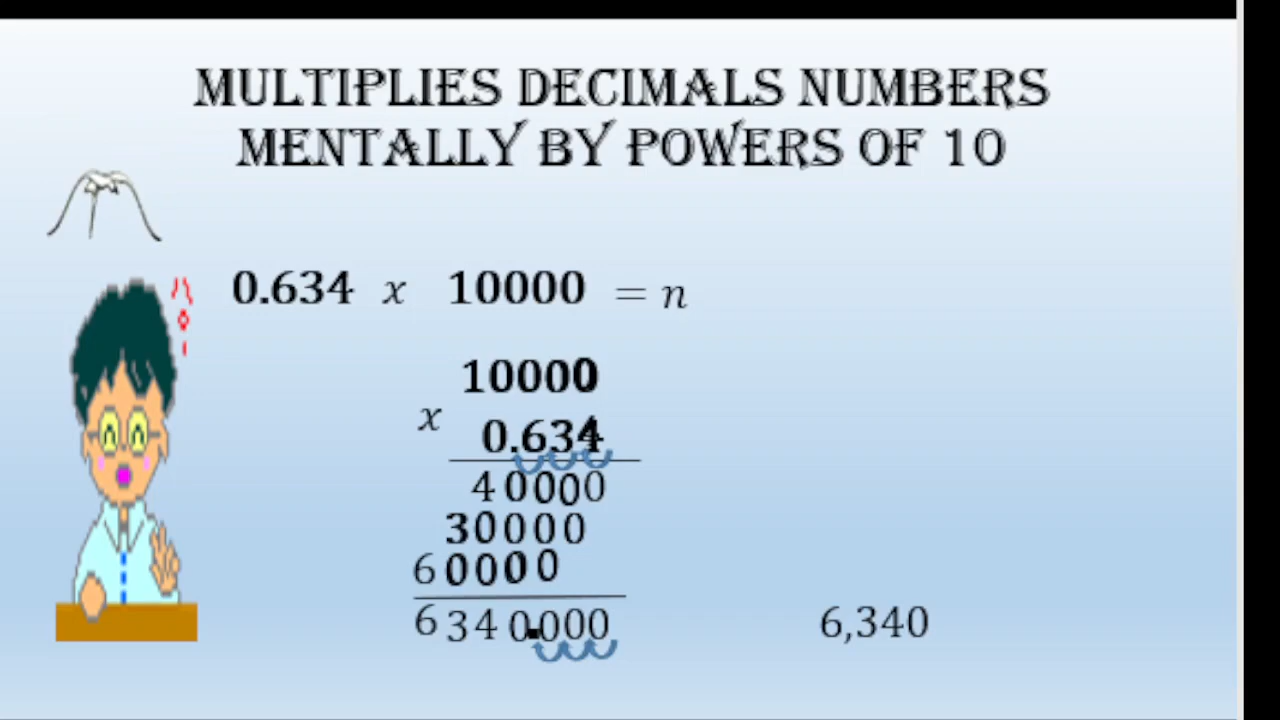 MULTIPLIES DECIMALS NUMBERS
MENTALLY BY POWERS OF 10
0.634 x 10000 = n
10000
x 0.634
40000
30000
60000
6340.000
6,340